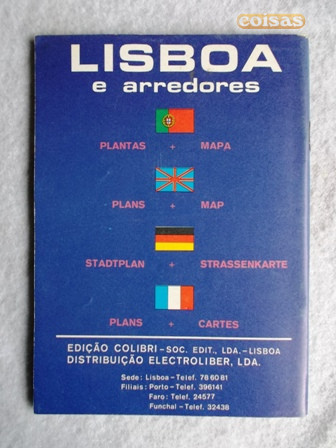 coisas
LISBOA
e arredores
PLANTAS + MAPA
PLANS + MAP
STADTPLAN + STRASSENKARTE
PLANS + CARTES
EDIÇÃO COLIBRI - SOC. EDIT., LDA. - LISBOA
DISTRIBUIÇÃO ELECTROLIBER, LDA.
Sede: Lisboa - Telef. 76 60 81
Filiais: Porto - Telef. 396141
Faro: Telef. 24577
Funchal - Telef. 32438